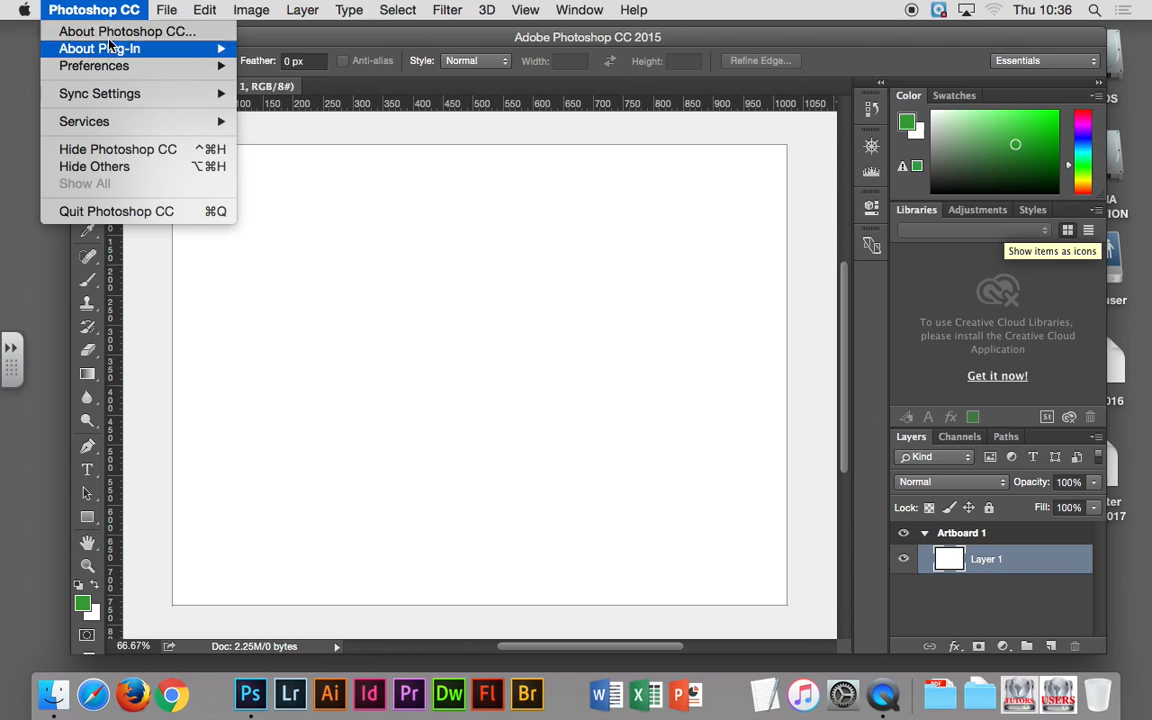 Photoshop CC File Edit Image Layer Type Select Filter 3D View Window Help Thu 10:36
About Photoshop CC...
About Plug-In
Preferences
Sync Settings
Services
Hide Photoshop CC ^⌘H
Hide Others ⌥⌘H
Show All
Quit Photoshop CC ⌘Q
Adobe Photoshop CC 2015
Feather: 0 px Anti-alias Style: Normal Width: Height: Refine Edge... Essentials
1, RGB/8#)
100 150 200 250 300 350 400 450 500 550 600 650 700 750 800 850 900 950 1000 1050
Color Swatches
Libraries Adjustments Styles
Show items as icons
To use Creative Cloud Libraries,
please install the Creative Cloud
Application
Get it now!
Layers Channels Paths
Kind
Normal Opacity: 100%
Lock: Fill: 100%
Artboard 1
Layer 1
66.67% Doc: 2.25M/0 bytes
user
016
ter
017
Ps Lr Ai Id Pr Dw Fl Br
TUTORS USERS